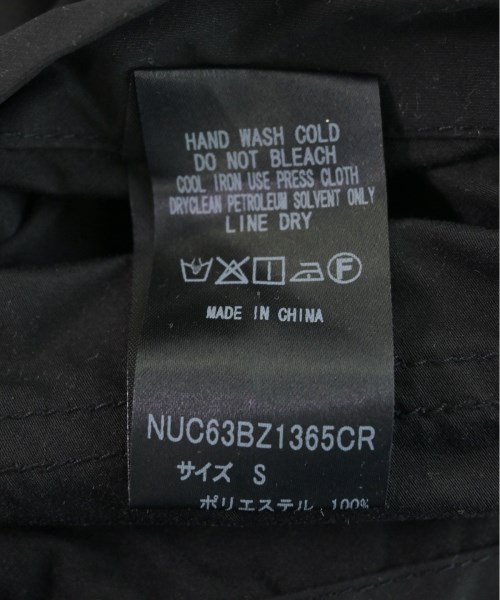 HAND WASH COLD
DO NOT BLEACH
COOL IRON USE PRESS CLOTH
DRYCLEAN PETROLEUM SOLVENT ONLY
LINE DRY
F
MADE IN CHINA
NUC63BZ1365CR
サイズ S
ポリエステル 100%